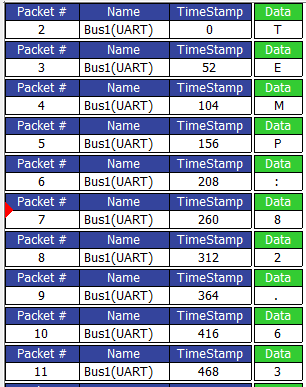 Packet # Name TimeStamp Data
2 Bus1(UART) 0 T
Packet # Name TimeStamp Data
3 Bus1(UART) 52 E
Packet # Name TimeStamp Data
4 Bus1(UART) 104 M
Packet # Name TimeStamp Data
5 Bus1(UART) 156 P
Packet # Name TimeStamp Data
6 Bus1(UART) 208 :
Packet # Name TimeStamp Data
7 Bus1(UART) 260 8
Packet # Name TimeStamp Data
8 Bus1(UART) 312 2
Packet # Name TimeStamp Data
9 Bus1(UART) 364 .
Packet # Name TimeStamp Data
10 Bus1(UART) 416 6
Packet # Name TimeStamp Data
11 Bus1(UART) 468 3